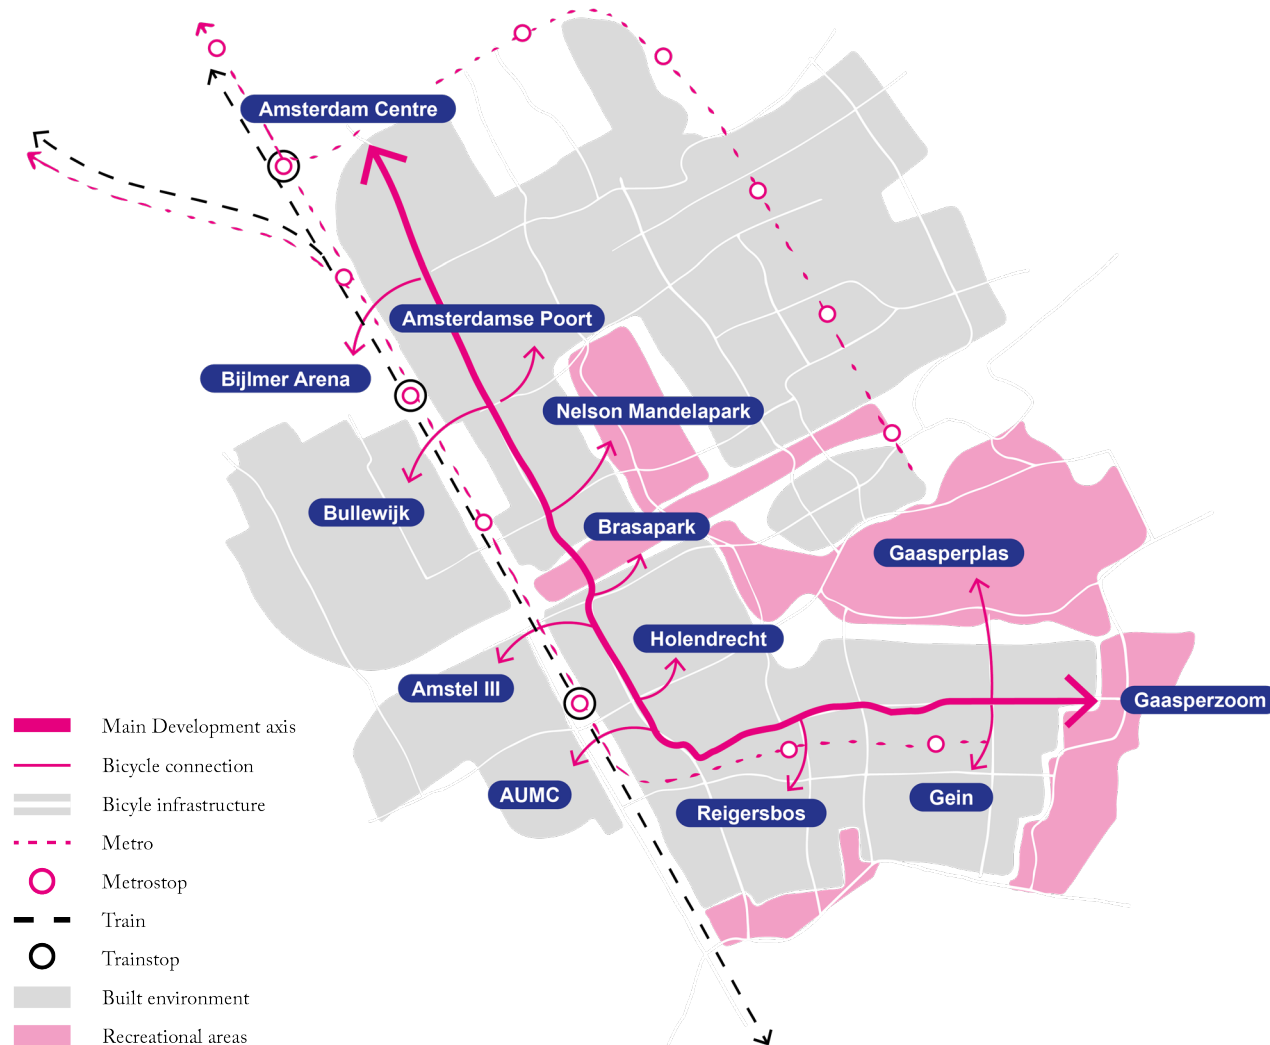 Amsterdam Centre
Amsterdamse Poort
Bijlmer Arena
Nelson Mandelapark
Bullewijk
Brasapark
Gaasperplas
Holendrecht
Amstel III
Gaasperzoom
AUMC
Reigersbos
Gein
Main Development axis
Bicycle connection
Bicyle infrastructure
Metro
Metrostop
Train
Trainstop
Built environment
Recreational areas